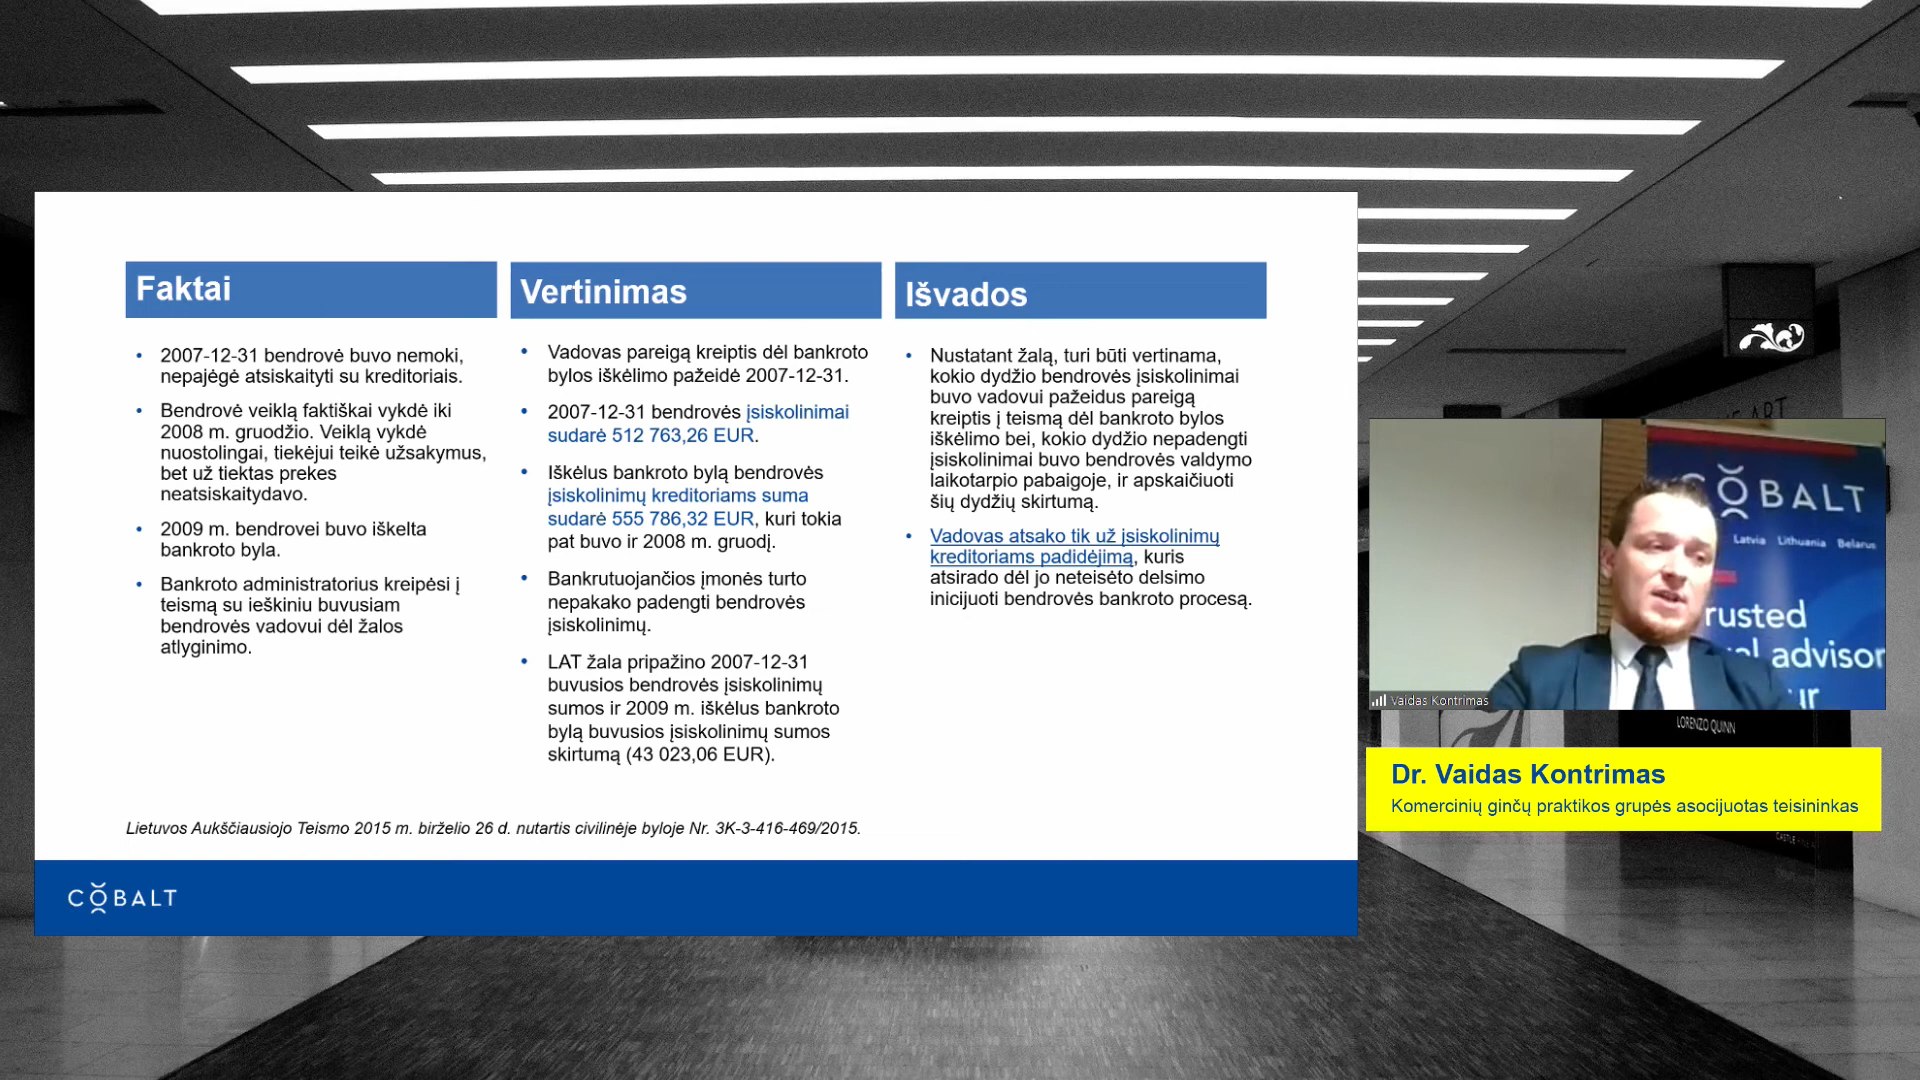 Faktai
2007-12-31 bendrovė buvo nemoki,
nepajėgė atsiskaityti su kreditoriais.
Bendrovė veiklą faktiškai vykdė iki
2008 m. gruodžio. Veiklą vykdė
nuostolingai, tiekėjui teikė užsakymus,
bet už tiektas prekes
neatsiskaitydavo.
2009 m. bendrovei buvo iškelta
bankroto byla.
Bankroto administratorius kreipėsi į
teismą su ieškiniu buvusiam
bendrovės vadovui dėl žalos
atlyginimo.
Vertinimas
Vadovas pareigą kreiptis dėl bankroto
bylos iškėlimo pažeidė 2007-12-31.
2007-12-31 bendrovės įsiskolinimai
sudarė 512 763,26 EUR.
Iškėlus bankroto bylą bendrovės
įsiskolinimų kreditoriams suma
sudarė 555 786,32 EUR, kuri tokia
pat buvo ir 2008 m. gruodį.
Bankrutuojančios įmonės turto
nepakako padengti bendrovės
įsiskolinimų.
LAT žala pripažino 2007-12-31
buvusios bendrovės įsiskolinimų
sumos ir 2009 m. iškėlus bankroto
bylą buvusios įsiskolinimų sumos
skirtumą (43 023,06 EUR).
Išvados
Nustatant žalą, turi būti vertinama,
kokio dydžio bendrovės įsiskolinimai
buvo vadovui pažeidus pareigą
kreiptis į teismą dėl bankroto bylos
iškėlimo bei, kokio dydžio nepadengti
įsiskolinimai buvo bendrovės valdymo
laikotarpio pabaigoje, ir apskaičiuoti
šių dydžių skirtumą.
Vadovas atsako tik už įsiskolinimų
kreditoriams padidėjimą, kuris
atsirado dėl jo neteisėto delsimo
inicijuoti bendrovės bankroto procesą.
Lietuvos Aukščiausiojo Teismo 2015 m. birželio 26 d. nutartis civilinėje byloje Nr. 3K-3-416-469/2015.
COBALT
COBALT
Latvia Lithuania Belarus
rusted
advisor
ur
Vaidas Kontrimas
LORENZO QUINN
Dr. Vaidas Kontrimas
Komercinių ginčų praktikos grupės asocijuotas teisininkas